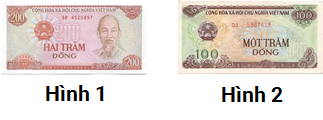 CỘNG HÒA XÃ HỘI CHỦ NGHĨA VIỆT NAM
200
200
HAI TRĂM
ĐỒNG
200
Hình 1
CỘNG HÒA XÃ HỘI CHỦ NGHĨA VIỆT NAM
100
MỘT TRĂM
100
ĐỒNG
Hình 2